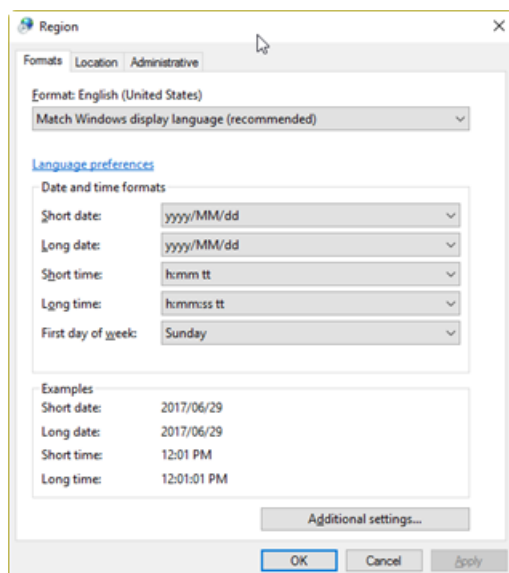 Region
Formats Location Administrative
Format: English (United States)
Match Windows display language (recommended)
Language preferences
Date and time formats
Short date: yyyy/MM/dd
Long date: yyyy/MM/dd
Short time: h:mm tt
Long time: h:mm:ss tt
First day of week: Sunday
Examples
Short date: 2017/06/29
Long date: 2017/06/29
Short time: 12:01 PM
Long time: 12:01:01 PM
Additional settings...
OK Cancel Apply